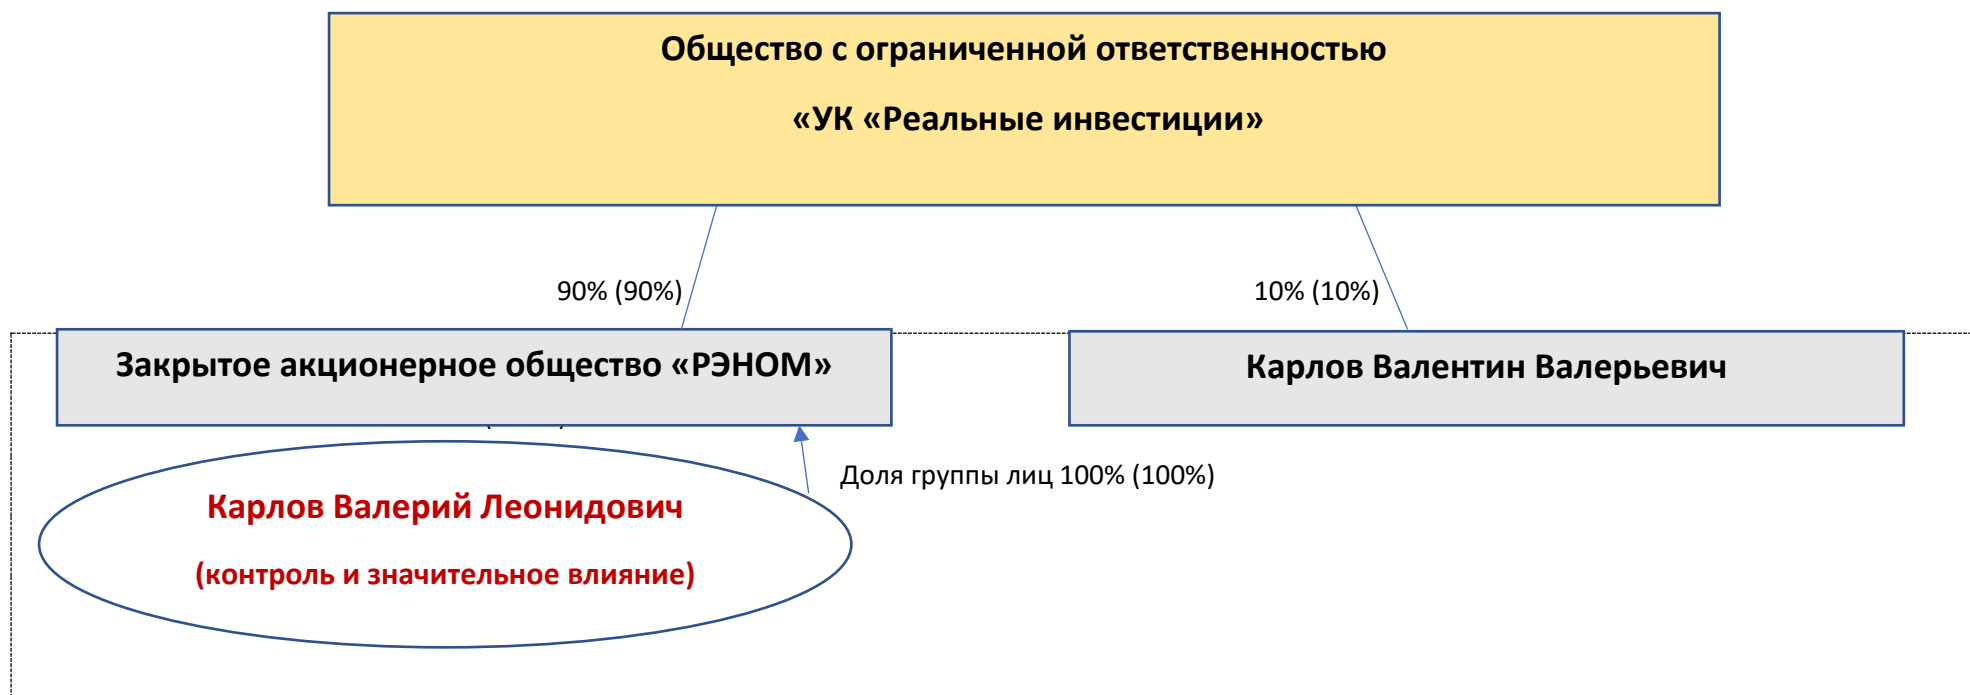 Общество с ограниченной ответственностью
«УК «Реальные инвестиции»
90% (90%)
10% (10%)
Закрытое акционерное общество «РЭНОМ»
Карлов Валентин Валерьевич
Доля группы лиц 100% (100%)
Карлов Валерий Леонидович
(контроль и значительное влияние)